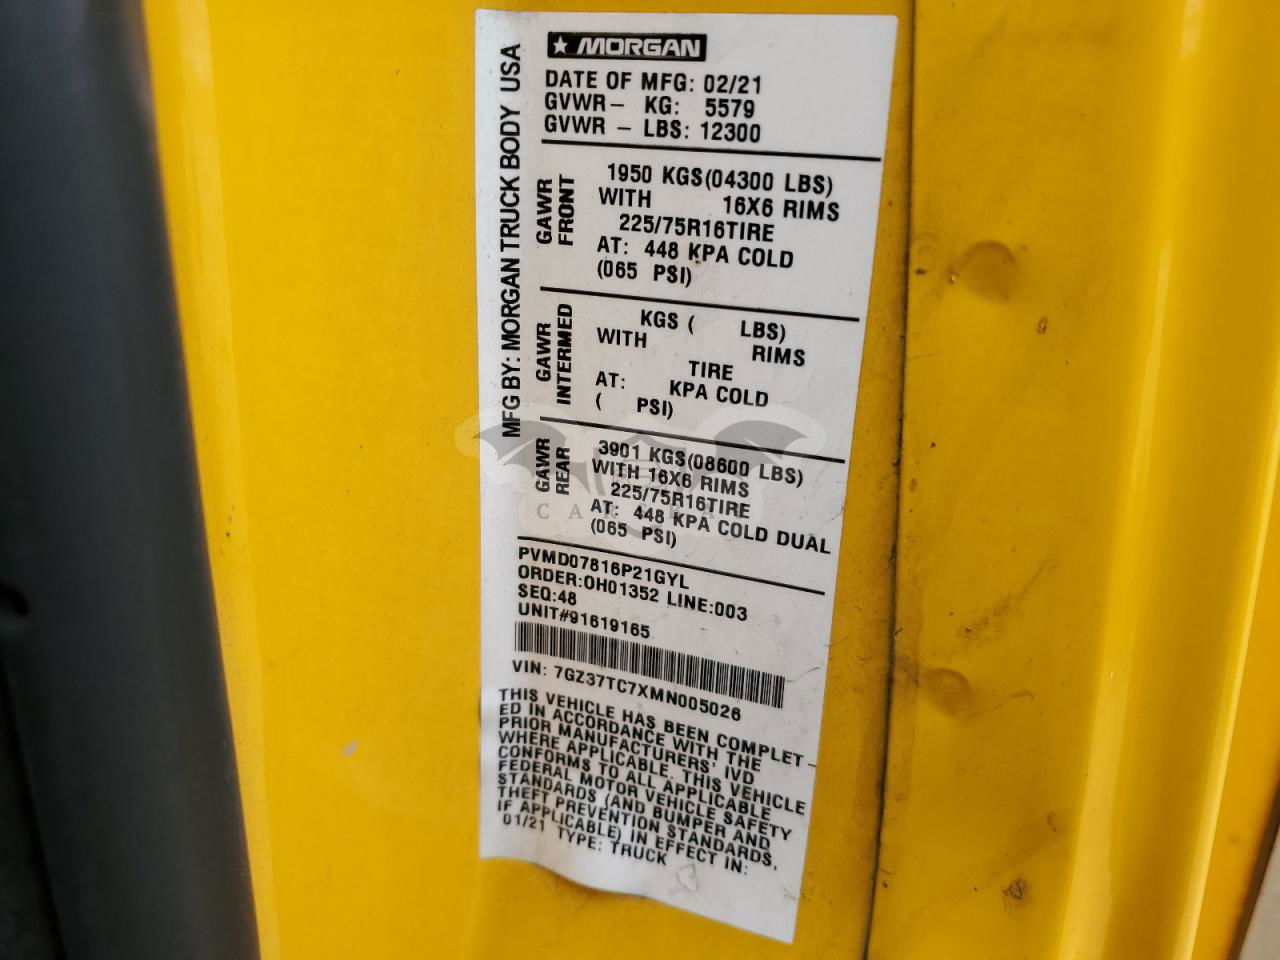 MFG BY: MORGAN TRUCK BODY USA
MORGAN
DATE OF MFG: 02/21
GVWR- KG: 5579
GVWR - LBS: 12300
GAWR FRONT
1950 KGS(04300 LBS)
WITH 16X6 RIMS
225/75R16TIRE
AT: 448 KPA COLD
(065 PSI)
GAWR INTERMED
KGS ( LBS)
WITH RIMS
TIRE
AT: KPA COLD
( PSI)
GAWR REAR
3901 KGS(08600 LBS)
WITH 16X6 RIMS
225/75R16TIRE
AT: 448 KPA COLD DUAL
(065 PSI)
PVMD07816P21GYL
ORDER:OH01352 LINE:003
SEQ:48
UNIT#91619165
VIN: 7GZ37TC7XMN005026
THIS VEHICLE HAS BEEN COMPLET-
ED IN ACCORDANCE WITH THE
PRIOR MANUFACTURERS' IVD
WHERE APPLICABLE. THIS VEHICLE
CONFORMS TO ALL APPLICABLE
FEDERAL MOTOR VEHICLE SAFETY
STANDARDS (AND BUMPER AND
THEFT PREVENTION STANDARDS,
IF APPLICABLE) IN EFFECT IN:
01/21 TYPE: TRUCK